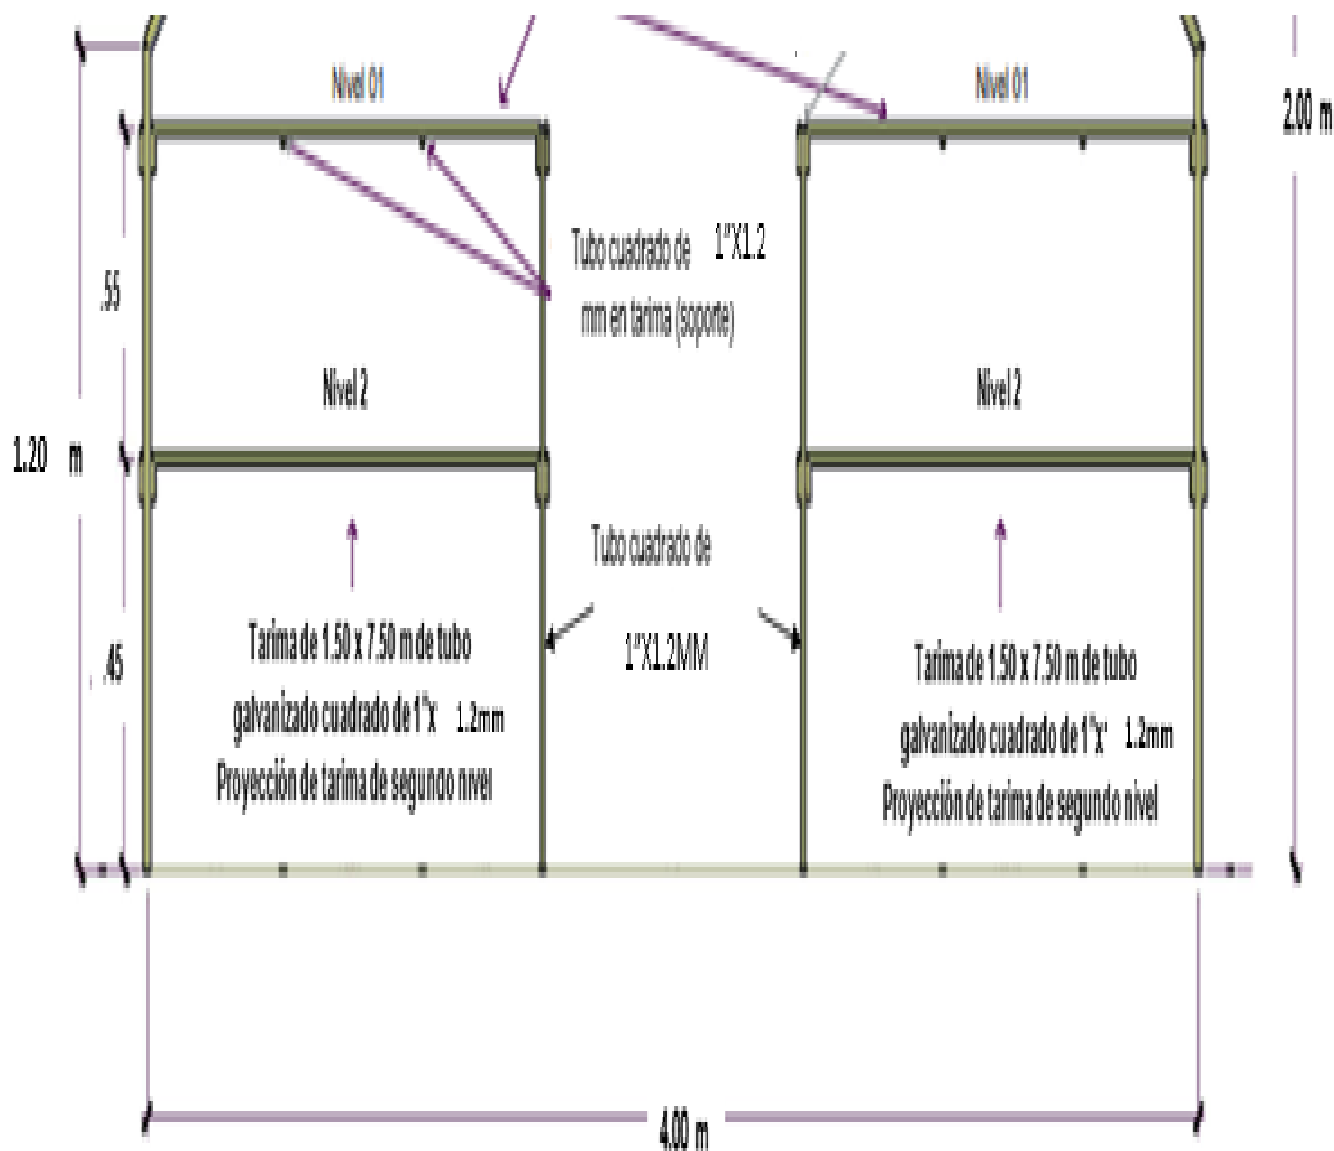 Nivel 01
Nivel 01
2.00 m
Tubo cuadrado de 1"X1.2
mm en tarima (soporte)
.55
Nivel 2
Nivel 2
1.20 m
Tubo cuadrado de
1"X1.2MM
.45
Tarima de 1.50 x 7.50 m de tubo
galvanizado cuadrado de 1"x 1.2mm
Proyección de tarima de segundo nivel
Tarima de 1.50 x 7.50 m de tubo
galvanizado cuadrado de 1"x 1.2mm
Proyección de tarima de segundo nivel
4.00 m